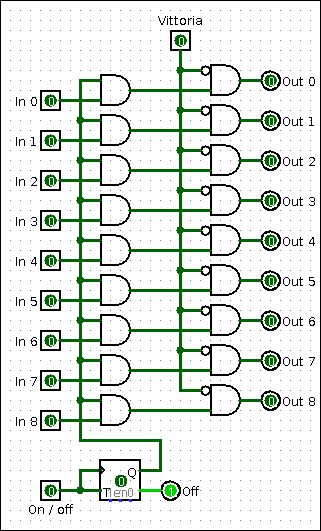 Vittoria
0
0 Out 0
In 0 0
0 Out 1
In 1 0
0 Out 2
In 2 0
0 Out 3
In 3 0
0 Out 4
In 4 0
0 Out 5
In 5 0
0 Out 6
In 6 0
0 Out 7
In 7 0
0 Out 8
In 8 0
Q
0
T en0
0
1 Off
On / off